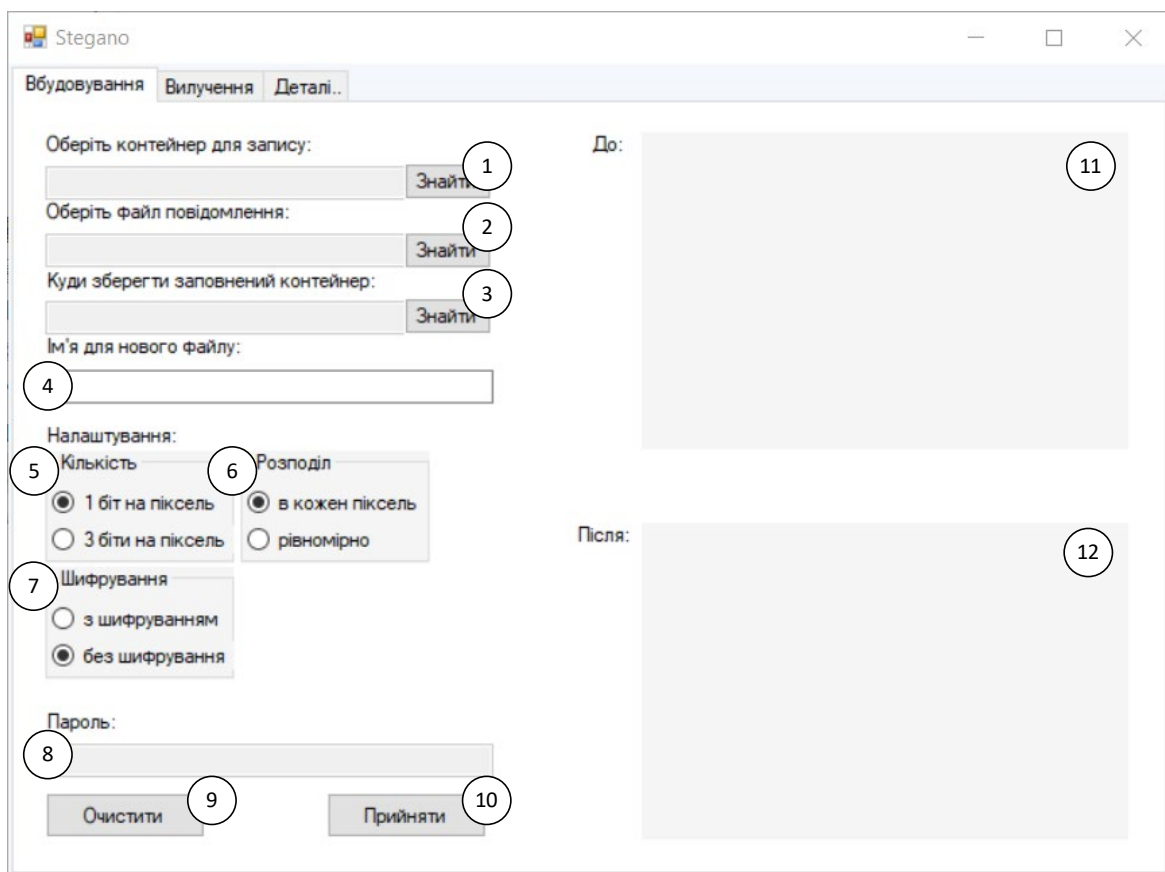 Stegano
Вбудовування Вилучення Деталі..
Оберіть контейнер для запису:
Знайти 1
Оберіть файл повідомлення:
Знайти 2
Куди зберегти заповнений контейнер:
Знайти 3
Ім'я для нового файлу:
4
Налаштування:
5 Кількість
1 біт на піксель
3 біти на піксель
6 Розподіл
в кожен піксель
рівномірно
7 Шифрування
з шифруванням
без шифрування
Пароль:
8
Очистити 9
Прийняти 10
До: 11
Після: 12